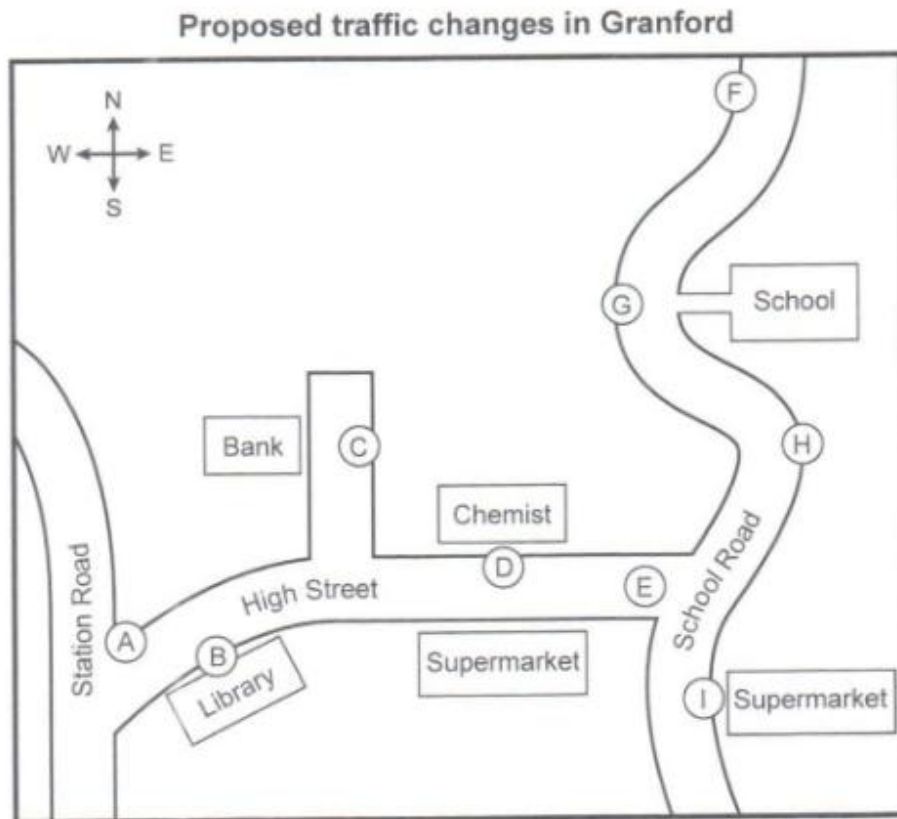 Proposed traffic changes in Granford
N
W E
S
F
G
School
H
Bank
C
Chemist
D
E
High Street
School Road
Station Road
A
B
Library
Supermarket
I
Supermarket